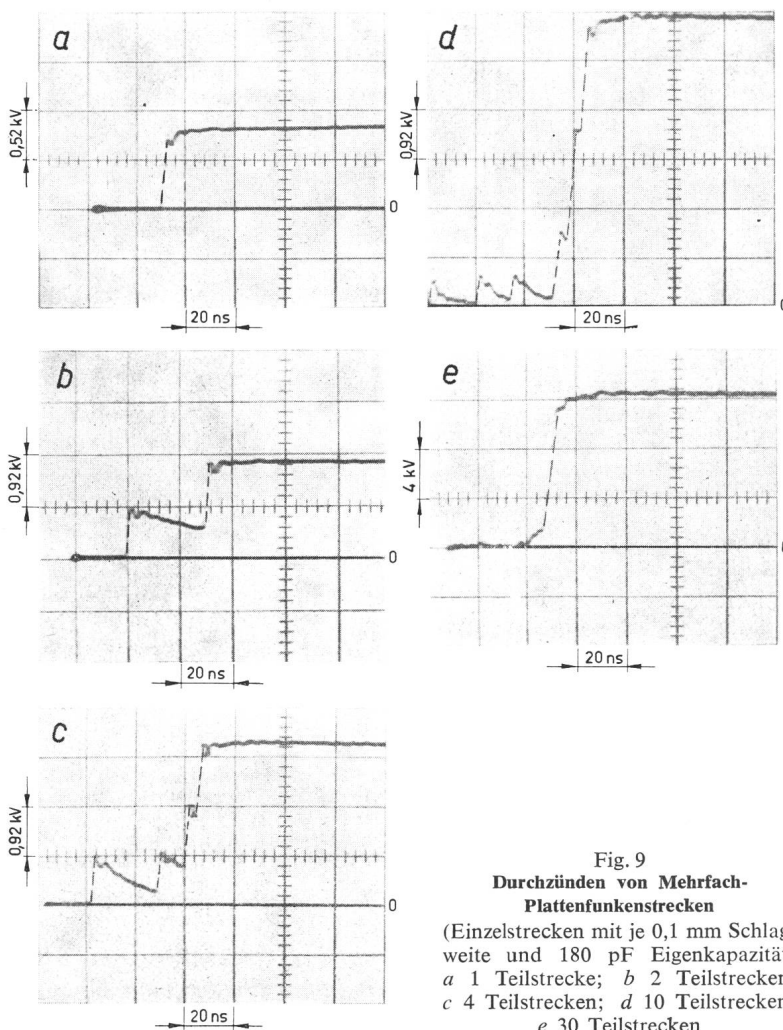 a
0,52 kV
0
20 ns
b
0,92 kV
0
20 ns
c
0,92 kV
0
20 ns
d
0,92 kV
20 ns
e
4 kV
20 ns
Fig. 9
Durchzünden von Mehrfach-
Plattenfunkenstrecken
(Einzelstrecken mit je 0,1 mm Schlag
weite und 180 pF Eigenkapazitä
a 1 Teilstrecke; b 2 Teilstrecken
c 4 Teilstrecken; d 10 Teilstrecken
e 30 Teilstrecken